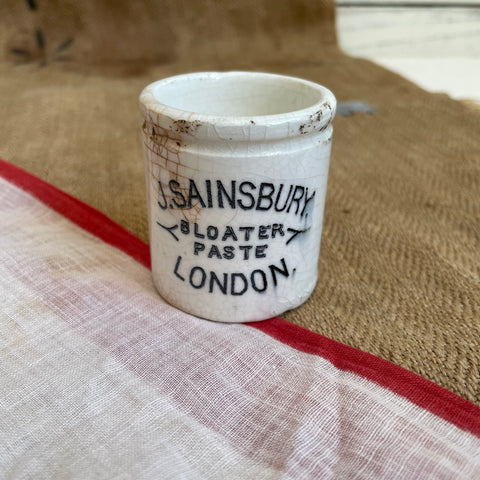 J. SAINSBURY.
BLOATER
PASTE
LONDON.